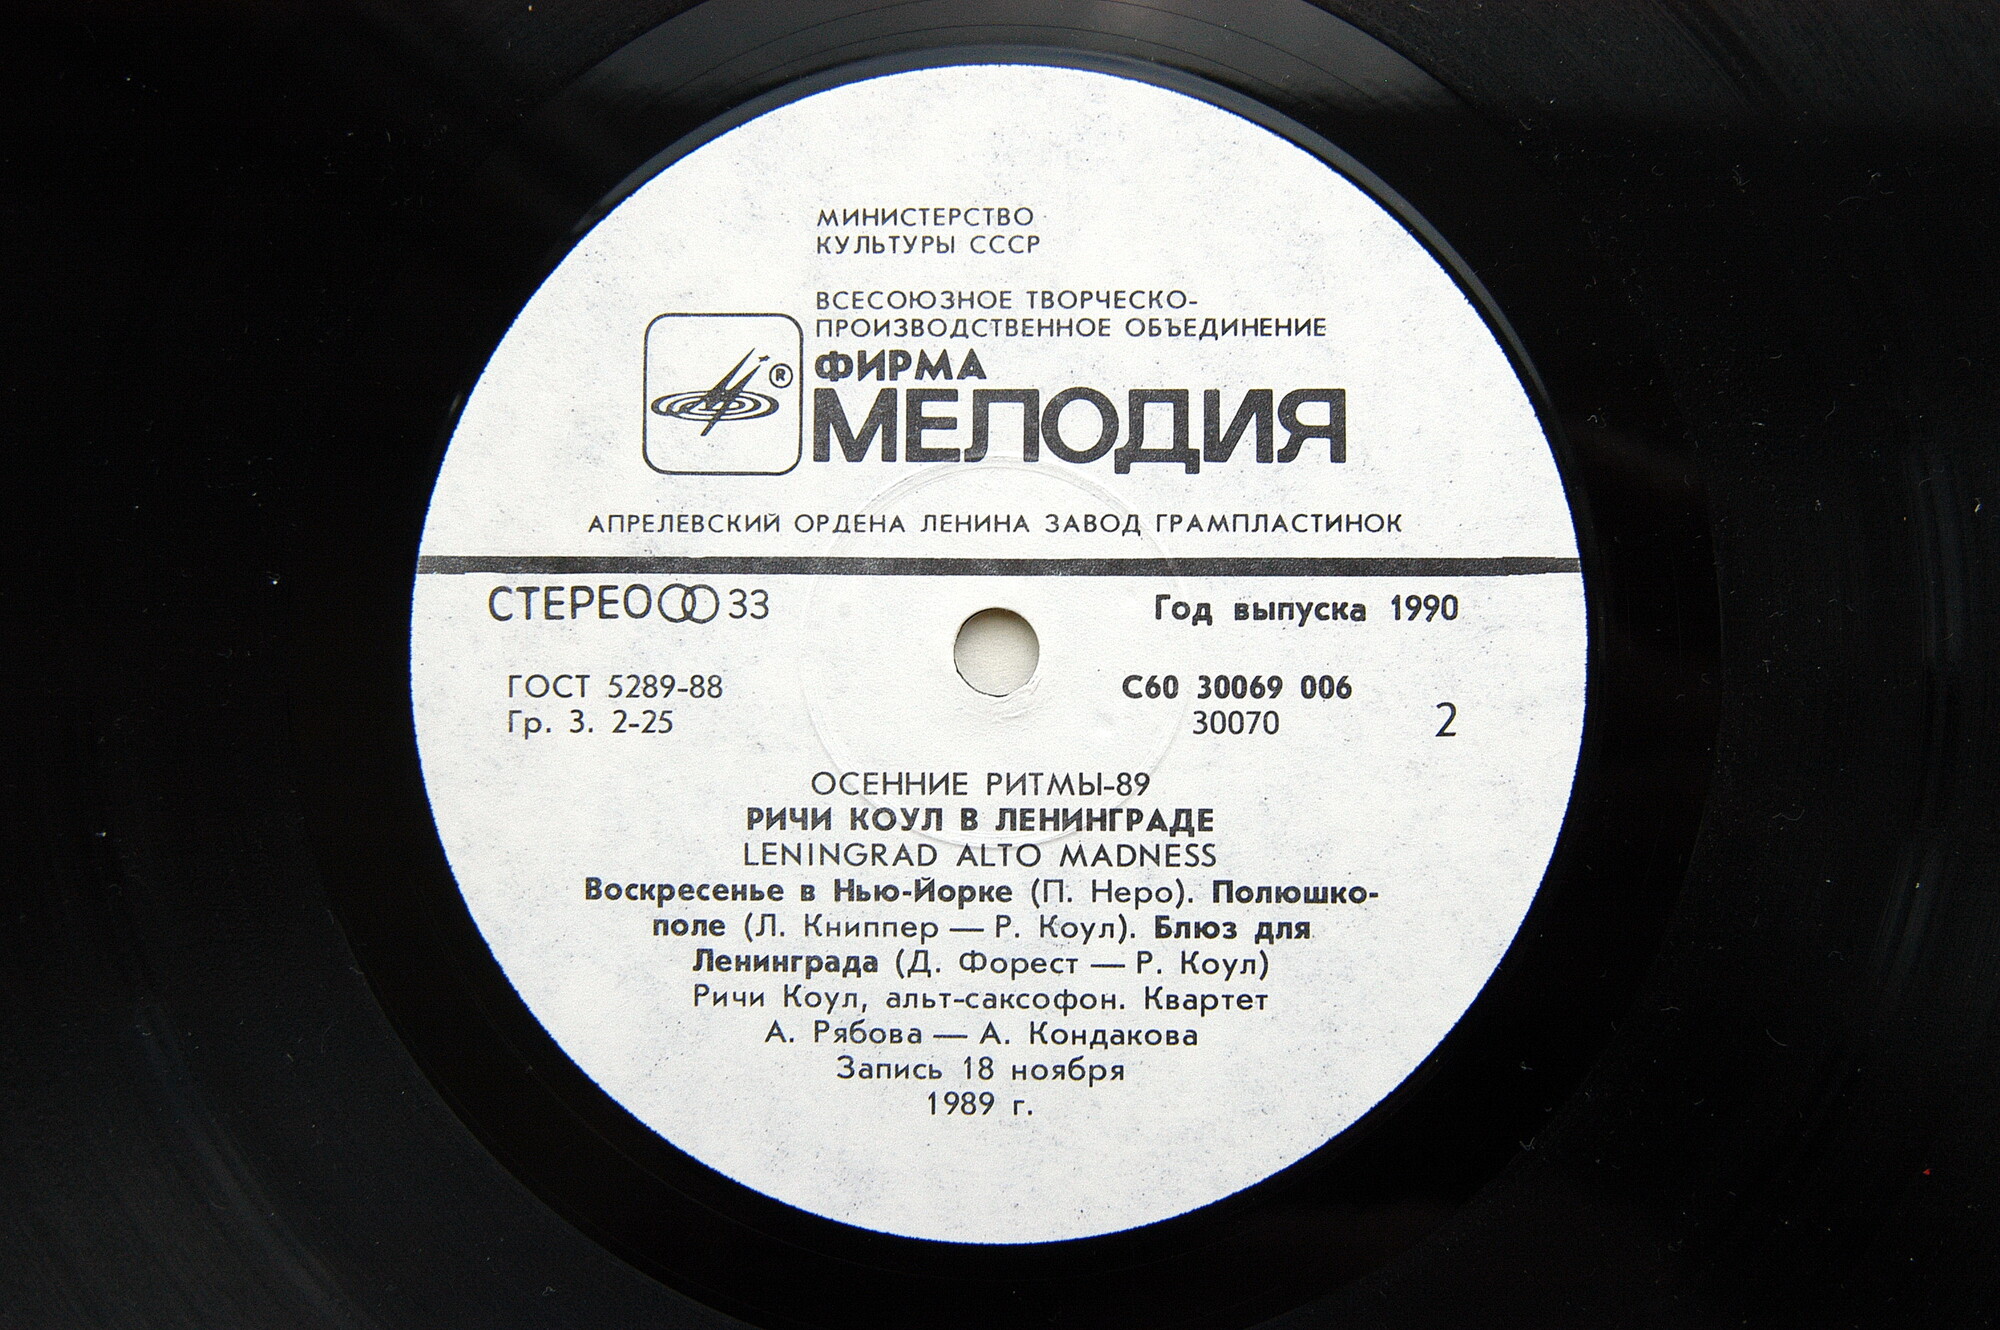 МИНИСТЕРСТВО
КУЛЬТУРЫ СССР
ВСЕСОЮЗНОЕ ТВОРЧЕСКО-
ПРОИЗВОДСТВЕННОЕ ОБЪЕДИНЕНИЕ
®
ФИРМА
МЕЛОДИЯ
АПРЕЛЕВСКИЙ ОРДЕНА ЛЕНИНА ЗАВОД ГРАМПЛАСТИНОК
СТЕРЕО 33
Год выпуска 1990
ГОСТ 5289-88
Гр. 3. 2-25
С60 30069 006
30070
2
ОСЕННИЕ РИТМЫ-89
РИЧИ КОУЛ В ЛЕНИНГРАДЕ
LENINGRAD ALTO MADNESS
Воскресенье в Нью-Йорке (П. Неро). Полюшко-
поле (Л. Книппер — Р. Коул). Блюз для
Ленинграда (Д. Форест — Р. Коул)
Ричи Коул, альт-саксофон. Квартет
А. Рябова — А. Кондакова
Запись 18 ноября
1989 г.